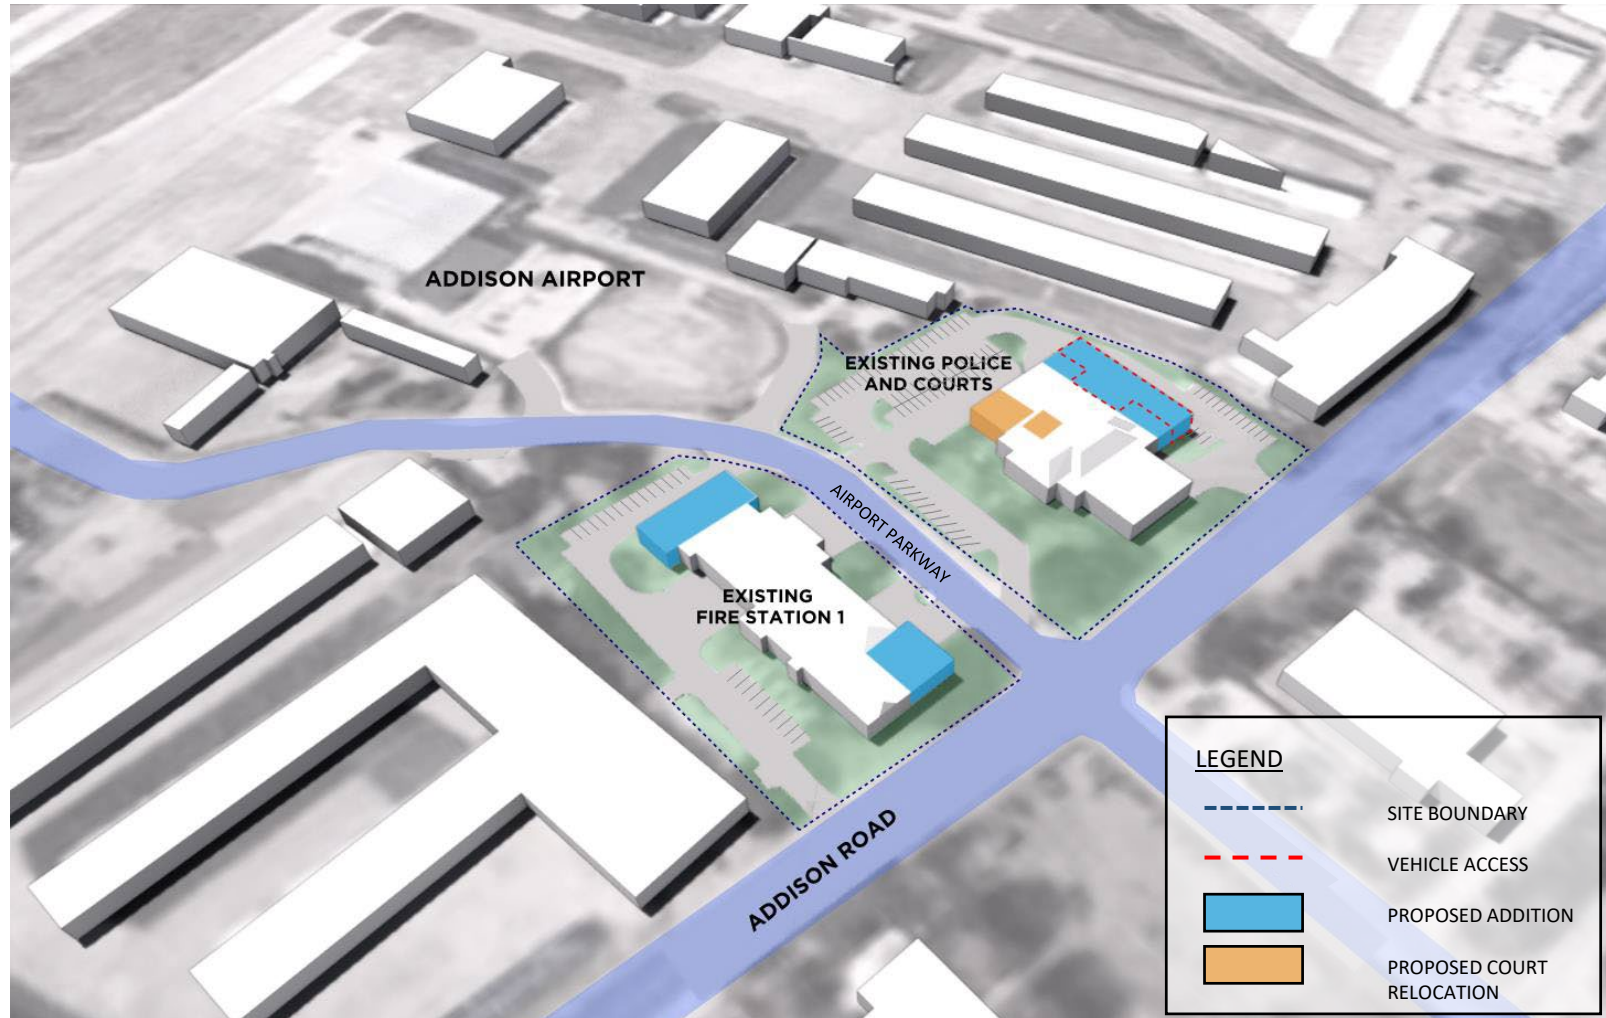 ADDISON AIRPORT
EXISTING POLICE
AND COURTS
AIRPORT PARKWAY
EXISTING
FIRE STATION 1
ADDISON ROAD
LEGEND
SITE BOUNDARY
VEHICLE ACCESS
PROPOSED ADDITION
PROPOSED COURT
RELOCATION